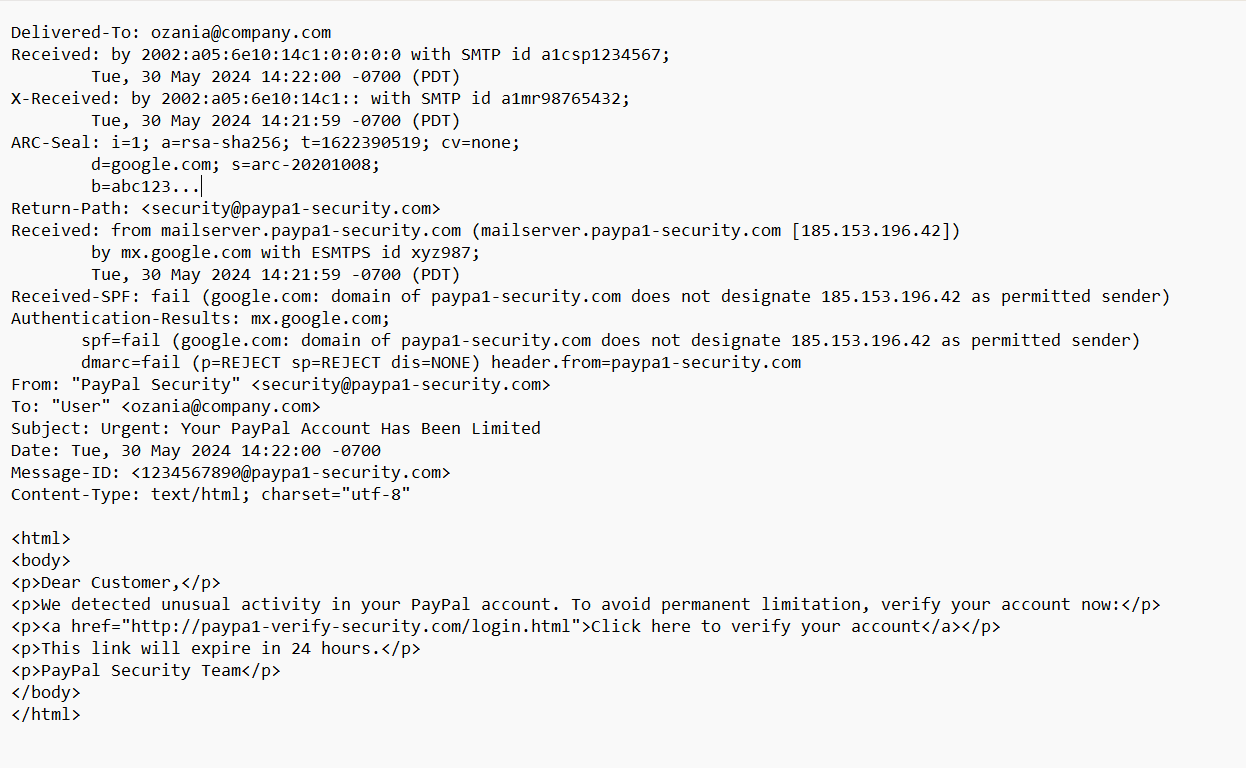 Delivered-To: ozania@company.com
Received: by 2002:a05:6e10:14c1:0:0:0:0 with SMTP id a1csp1234567;
        Tue, 30 May 2024 14:22:00 -0700 (PDT)
X-Received: by 2002:a05:6e10:14c1:: with SMTP id a1mr98765432;
        Tue, 30 May 2024 14:21:59 -0700 (PDT)
ARC-Seal: i=1; a=rsa-sha256; t=1622390519; cv=none;
        d=google.com; s=arc-20201008;
        b=abc123...
Return-Path: <security@paypa1-security.com>
Received: from mailserver.paypa1-security.com (mailserver.paypa1-security.com [185.153.196.42])
        by mx.google.com with ESMTPS id xyz987;
        Tue, 30 May 2024 14:21:59 -0700 (PDT)
Received-SPF: fail (google.com: domain of paypa1-security.com does not designate 185.153.196.42 as permitted sender)
Authentication-Results: mx.google.com;
       spf=fail (google.com: domain of paypa1-security.com does not designate 185.153.196.42 as permitted sender)
       dmarc=fail (p=REJECT sp=REJECT dis=NONE) header.from=paypa1-security.com
From: "PayPal Security" <security@paypa1-security.com>
To: "User" <ozania@company.com>
Subject: Urgent: Your PayPal Account Has Been Limited
Date: Tue, 30 May 2024 14:22:00 -0700
Message-ID: <1234567890@paypa1-security.com>
Content-Type: text/html; charset="utf-8"

<html>
<body>
<p>Dear Customer,</p>
<p>We detected unusual activity in your PayPal account. To avoid permanent limitation, verify your account now:</p>
<p><a href="http://paypa1-verify-security.com/login.html">Click here to verify your account</a></p>
<p>This link will expire in 24 hours.</p>
<p>PayPal Security Team</p>
</body>
</html>